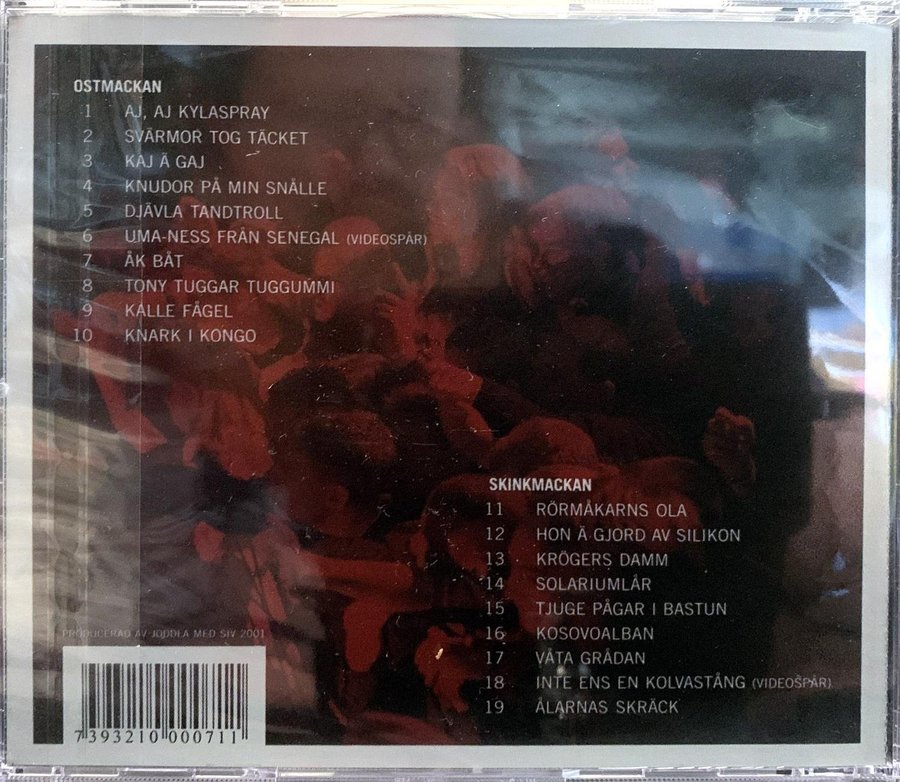 OSTMACKAN
1 AJ, AJ KYLASPRAY
2 SVÄRMOR TOG TÄCKET
3 KAJ Ä GAJ
4 KNUDOR PÅ MIN SNÅLLE
5 DJÄVLA TANDTROLL
6 UMA-NESS FRÅN SENEGAL (VIDEOSPÅR)
7 ÅK BÅT
8 TONY TUGGAR TUGGUMMI
9 KALLE FÅGEL
10 KNARK I KONGO
SKINKMACKAN
11 RÖRMÅKARNS OLA
12 HON Ä GJORD AV SILIKON
13 KRÖGERS DAMM
14 SOLARIUMLÅR
15 TJUGE PÅGAR I BASTUN
16 KOSOVOALBAN
17 VÅTA GRÅDAN
18 INTE ENS EN KOLVASTÅNG (VIDEOSPÅR)
19 ÅLARNAS SKRÄCK
PRODUCERAD AV JODDLA MED SIV 2001
7 393210 000711